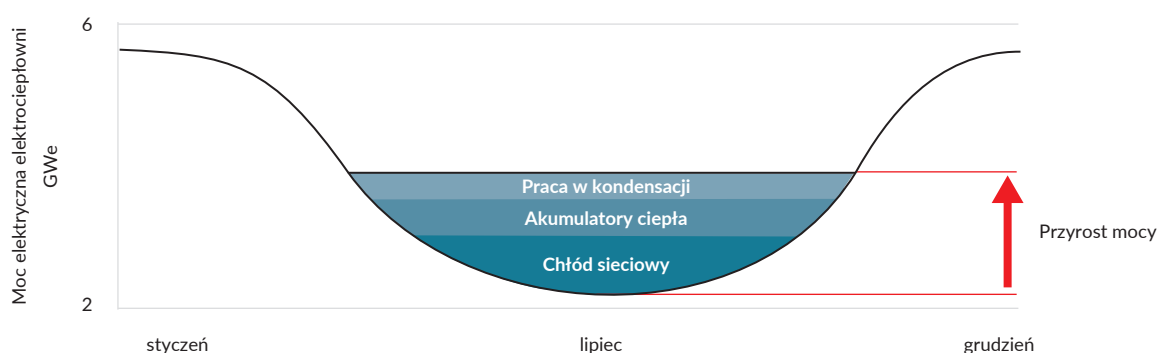 6
Moc elektryczna elektrociepłowni
GWe
Praca w kondensacji
Akumulatory ciepła
Przyrost mocy
Chłód sieciowy
2
styczeń lipiec grudzień